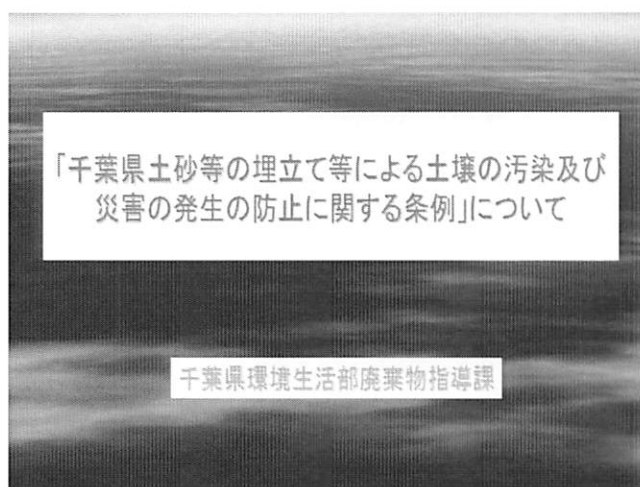 「千葉県土砂等の埋立て等による土壌の汚染及び
災害の発生の防止に関する条例」について
千葉県環境生活部廃棄物指導課